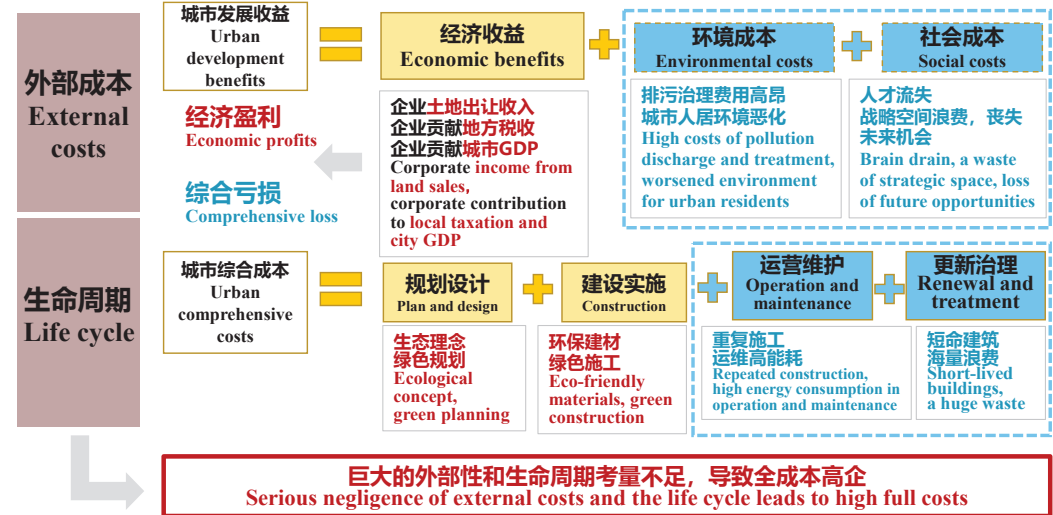 外部成本
External
costs
城市发展收益
Urban
development
benefits
经济收益
Economic benefits
环境成本
Environmental costs
社会成本
Social costs
经济盈利
Economic profits
综合亏损
Comprehensive loss
企业土地出让收入
企业贡献地方税收
企业贡献城市GDP
Corporate income from
land sales,
corporate contribution
to local taxation and
city GDP
排污治理费用高昂
城市人居环境恶化
High costs of pollution
discharge and treatment,
worsened environment
for urban residents
人才流失
战略空间浪费，丧失
未来机会
Brain drain, a waste
of strategic space, loss
of future opportunities
生命周期
Life cycle
城市综合成本
Urban
comprehensive
costs
规划设计
Plan and design
建设实施
Construction
运营维护
Operation and
maintenance
更新治理
Renewal and
treatment
生态理念
绿色规划
Ecological
concept,
green planning
环保建材
绿色施工
Eco-friendly
materials, green
construction
重复施工
运维高能耗
Repeated construction,
high energy consumption in
operation and maintenance
短命建筑
海量浪费
Short-lived
buildings,
a huge waste
巨大的外部性和生命周期考量不足，导致全成本高企
Serious negligence of external costs and the life cycle leads to high full costs